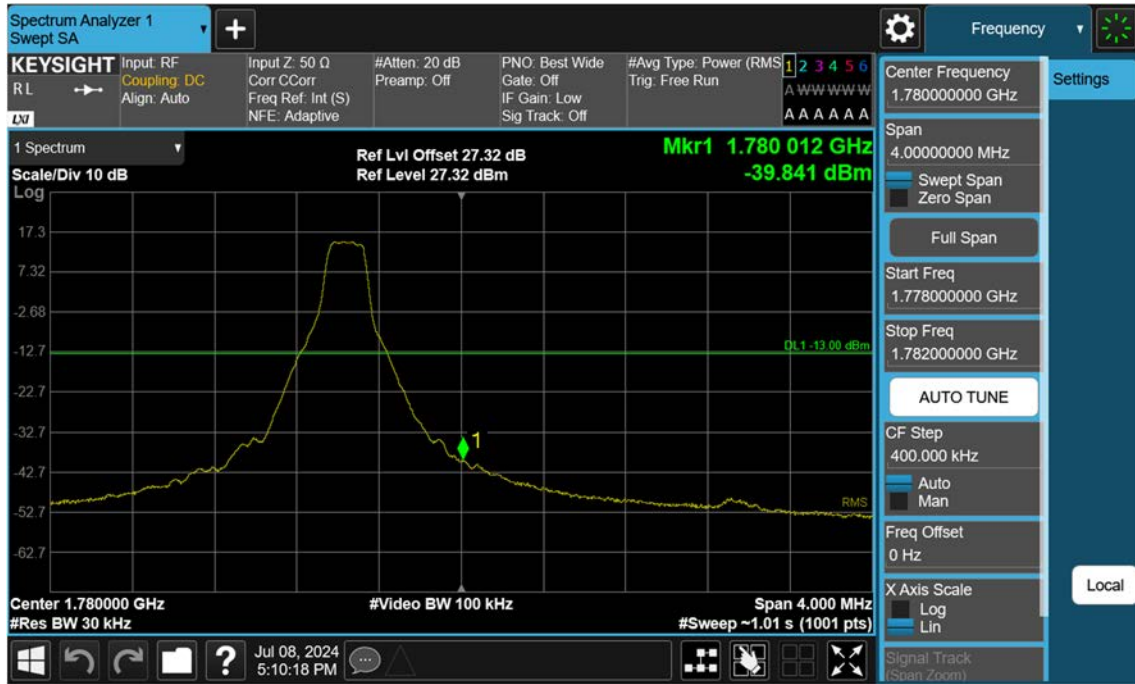 Spectrum Analyzer 1
Swept SA
Frequency
KEYSIGHT
R L
LXI
Input: RF
Coupling: DC
Align: Auto
Input Z: 50 Ω
Corr CCorr
Freq Ref: Int (S)
NFE: Adaptive
#Atten: 20 dB
Preamp: Off
PNO: Best Wide
Gate: Off
IF Gain: Low
Sig Track: Off
#Avg Type: Power (RMS
Trig: Free Run
1 2 3 4 5 6
A W W W W W
A A A A A A
1 Spectrum
Scale/Div 10 dB
Ref Lvl Offset 27.32 dB
Ref Level 27.32 dBm
Mkr1 1.780 012 GHz
-39.841 dBm
Log
17.3
7.32
-2.68
-12.7
-22.7
-32.7
-42.7
-52.7
-62.7
DL1 -13.00 dBm
1
RMS
Center 1.780000 GHz
#Res BW 30 kHz
#Video BW 100 kHz
Span 4.000 MHz
#Sweep ~1.01 s (1001 pts)
Center Frequency
1.780000000 GHz
Span
4.00000000 MHz
Swept Span
Zero Span
Full Span
Start Freq
1.778000000 GHz
Stop Freq
1.782000000 GHz
AUTO TUNE
CF Step
400.000 kHz
Auto
Man
Freq Offset
0 Hz
X Axis Scale
Log
Lin
Signal Track
(Span Zoom)
Settings
Local
?
Jul 08, 2024
5:10:18 PM